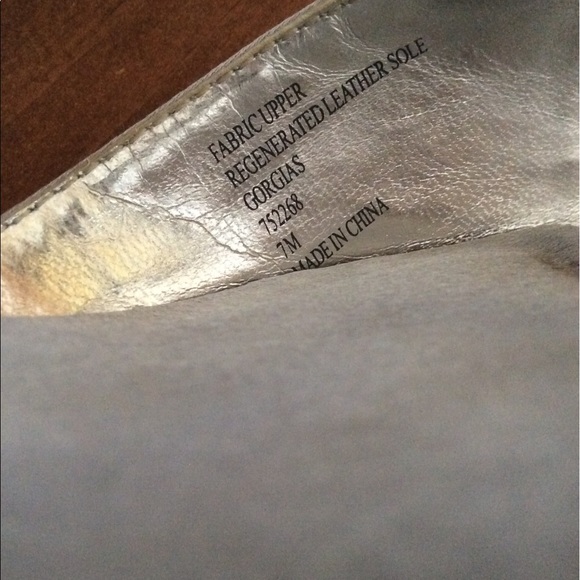 FABRIC UPPER
REGENERATED LEATHER SOLE
GORGIAS
752268
7M
MADE IN CHINA